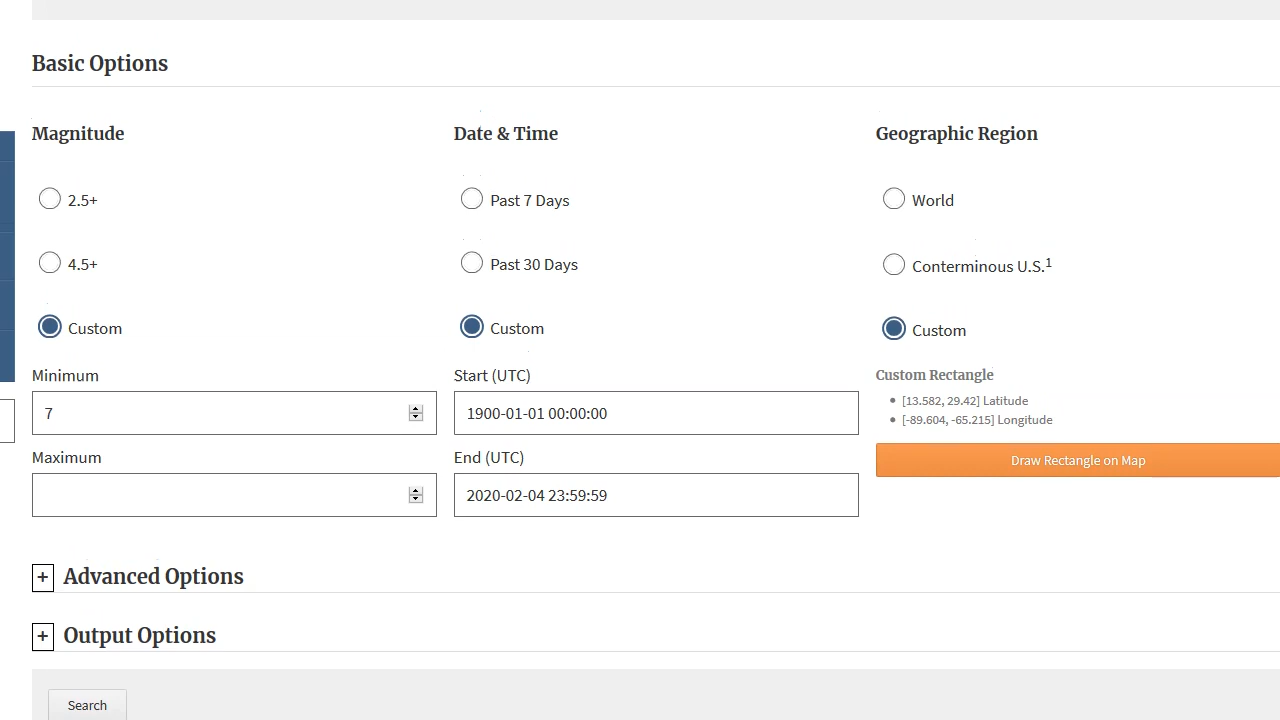 Basic Options
Magnitude
2.5+
4.5+
Custom
Minimum
7
Maximum
Date & Time
Past 7 Days
Past 30 Days
Custom
Start (UTC)
1900-01-01 00:00:00
End (UTC)
2020-02-04 23:59:59
Geographic Region
World
Conterminous U.S.¹
Custom
Custom Rectangle
[13.582, 29.42] Latitude
[-89.604, -65.215] Longitude
Draw Rectangle on Map
+ Advanced Options
+ Output Options
Search